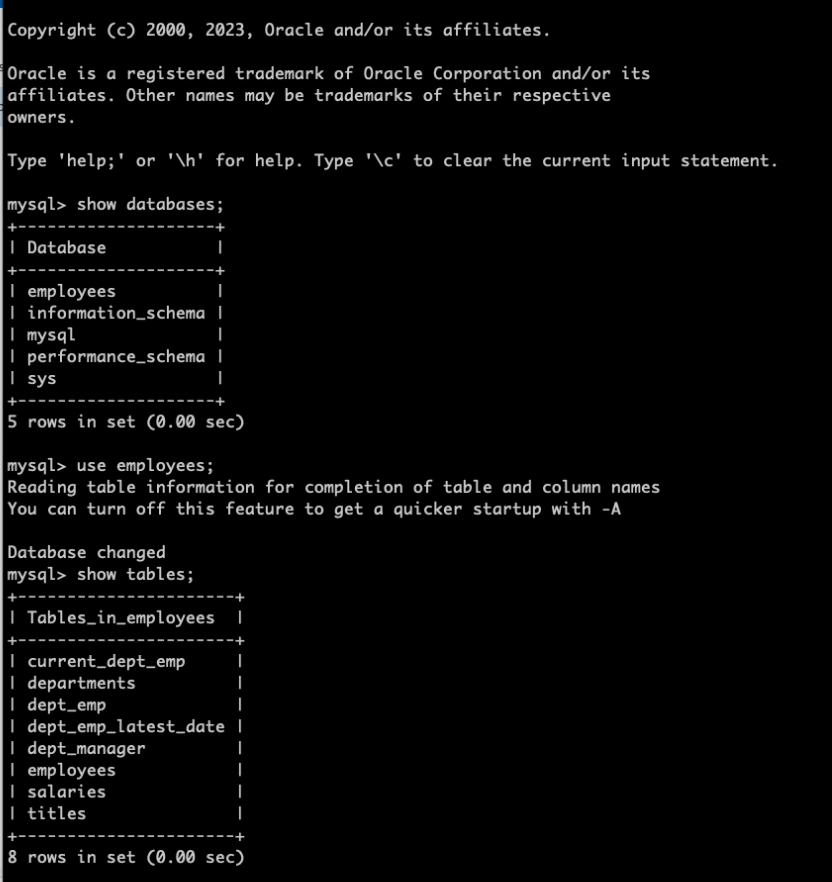 Copyright (c) 2000, 2023, Oracle and/or its affiliates.
Oracle is a registered trademark of Oracle Corporation and/or its
affiliates. Other names may be trademarks of their respective
owners.
Type 'help;' or '\h' for help. Type '\c' to clear the current input statement.
mysql> show databases;
+--------------------+
| Database           |
+--------------------+
| employees          |
| information_schema |
| mysql              |
| performance_schema |
| sys                |
+--------------------+
5 rows in set (0.00 sec)
mysql> use employees;
Reading table information for completion of table and column names
You can turn off this feature to get a quicker startup with -A
Database changed
mysql> show tables;
+----------------------+
| Tables_in_employees  |
+----------------------+
| current_dept_emp     |
| departments          |
| dept_emp             |
| dept_emp_latest_date |
| dept_manager         |
| employees            |
| salaries             |
| titles               |
+----------------------+
8 rows in set (0.00 sec)